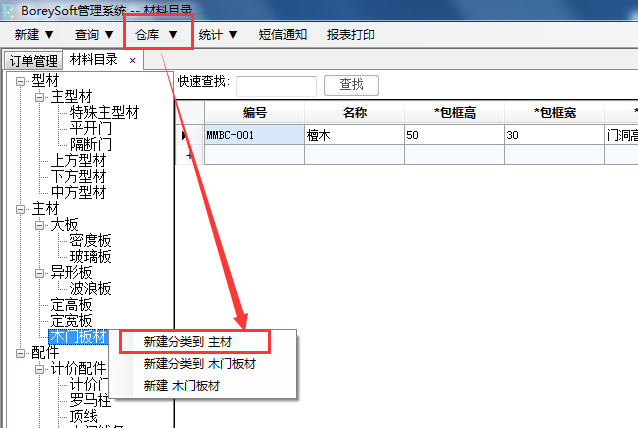 BoreySoft管理系统 -- 材料目录
新建 ▼ 查询 ▼ 仓库 ▼ 统计 ▼ 短信通知 报表打印
订单管理 材料目录 ×
快速查找: 查找
型材
主型材
特殊主型材
平开门
隔断门
上方型材
下方型材
中方型材
主材
大板
密度板
玻璃板
异形板
波浪板
定高板
定宽板
木门板材
配件
计价配件
计价门
罗马柱
顶线
编号 名称 *包框高 *包框宽 *
MMBC-001 檀木 50 30 门洞高
新建分类到 主材
新建分类到 木门板材
新建 木门板材